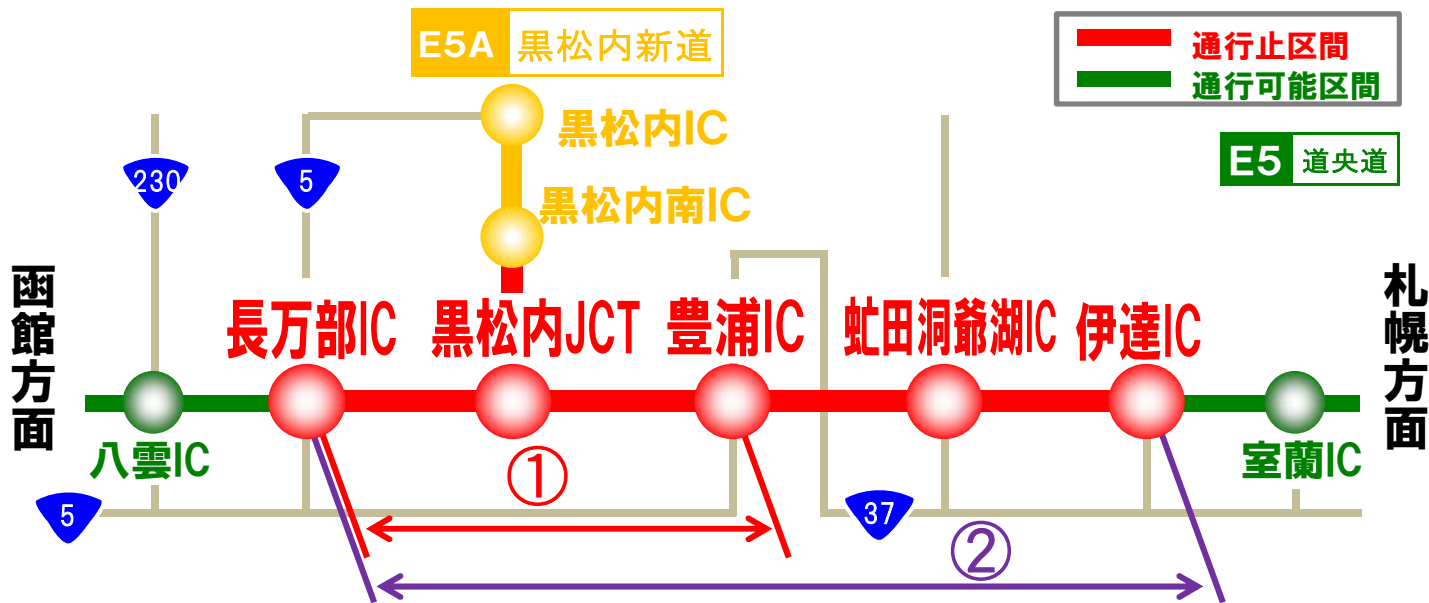 E5A 黒松内新道
通行止区間
通行可能区間
E5 道央道
黒松内IC
230
5
黒松内南IC
函館方面
札幌方面
長万部IC
黒松内JCT
豊浦IC
虻田洞爺湖IC
伊達IC
八雲IC
室蘭IC
①
5
37
②